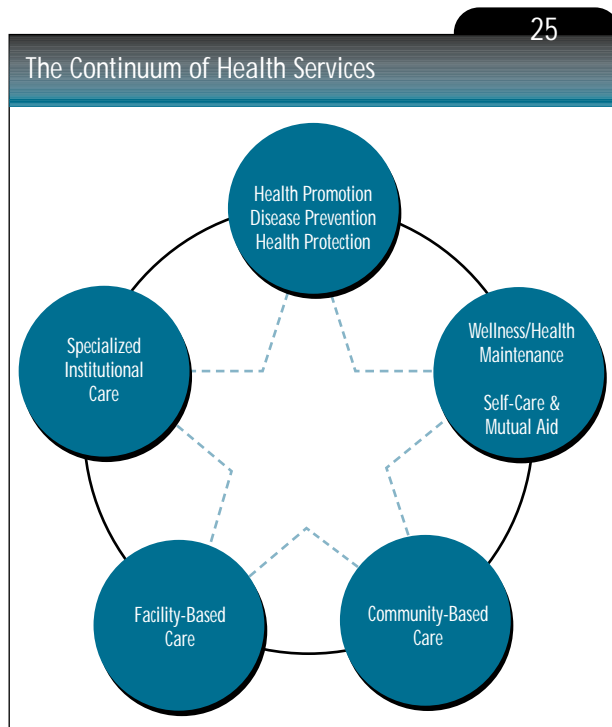 25
The Continuum of Health Services
Health Promotion
Disease Prevention
Health Protection
Wellness/Health
Maintenance
Self-Care &
Mutual Aid
Community-Based
Care
Facility-Based
Care
Specialized
Institutional
Care